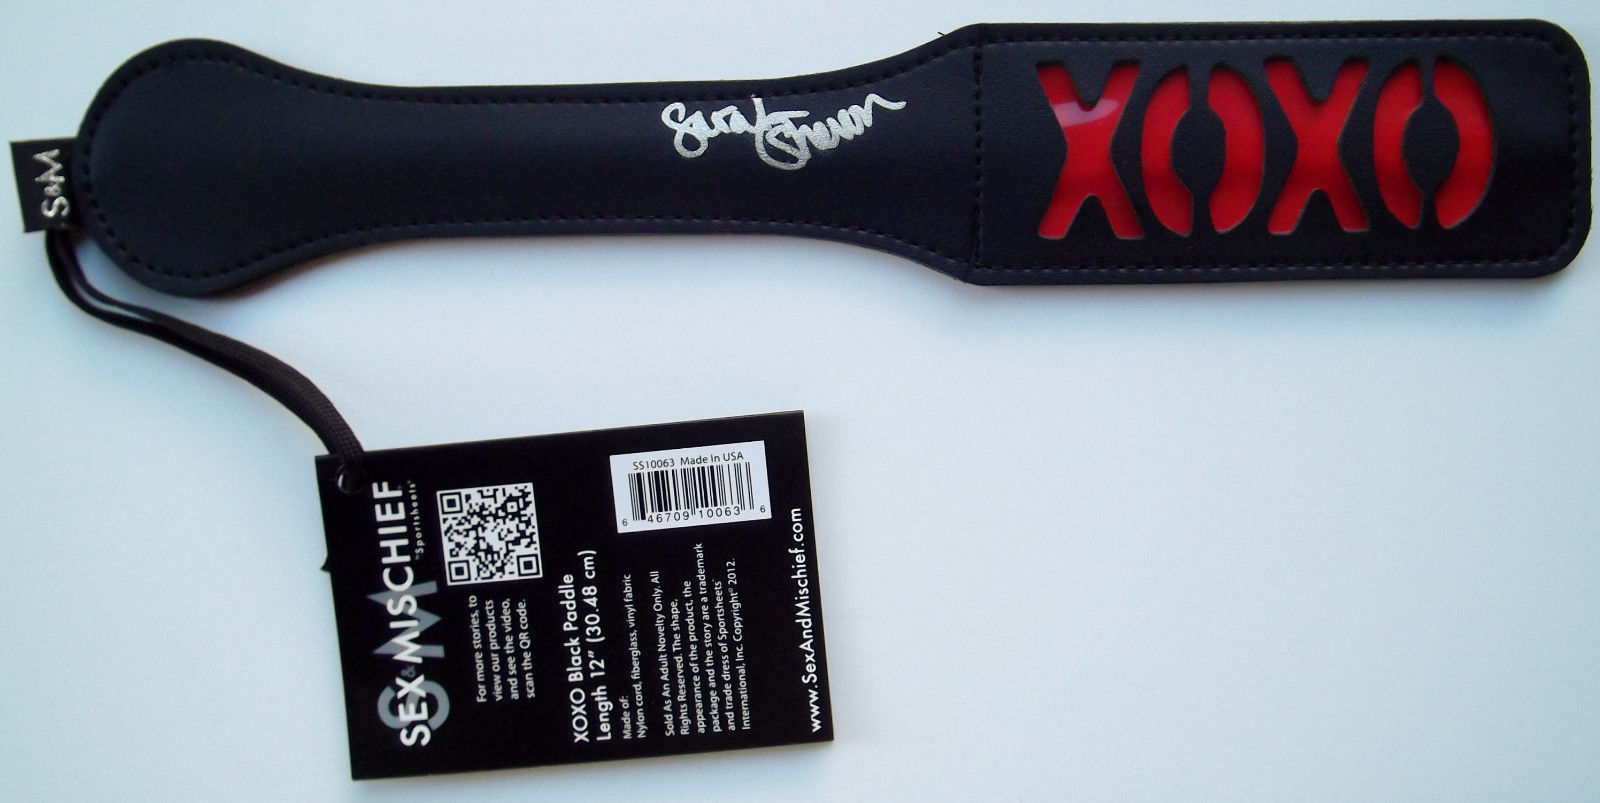 S&M
Sarah Shevon
XOXO
SEX & MISCHIEF
™Sportsheets®
For more stories, to
view our products
and see the video,
scan the QR code.
SS10063 Made In USA
6 46709 10063 6
XOXO Black Paddle
Length 12" (30.48 cm)
Made of:
Nylon cord, fiberglass, vinyl fabric
Sold As An Adult Novelty Only. All
Rights Reserved. The shape,
appearance of the product, the
package and the story are a trademark
and trade dress of Sportsheets
International, Inc. Copyright© 2012.
www.SexAndMischief.com